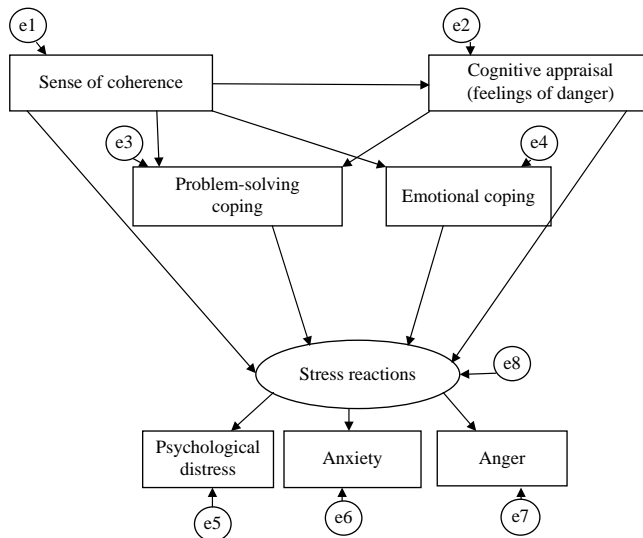 e1
e2
Sense of coherence
Cognitive appraisal
(feelings of danger)
e3
e4
Problem-solving
coping
Emotional coping
Stress reactions
e8
Psychological
distress
Anxiety
Anger
e5
e6
e7